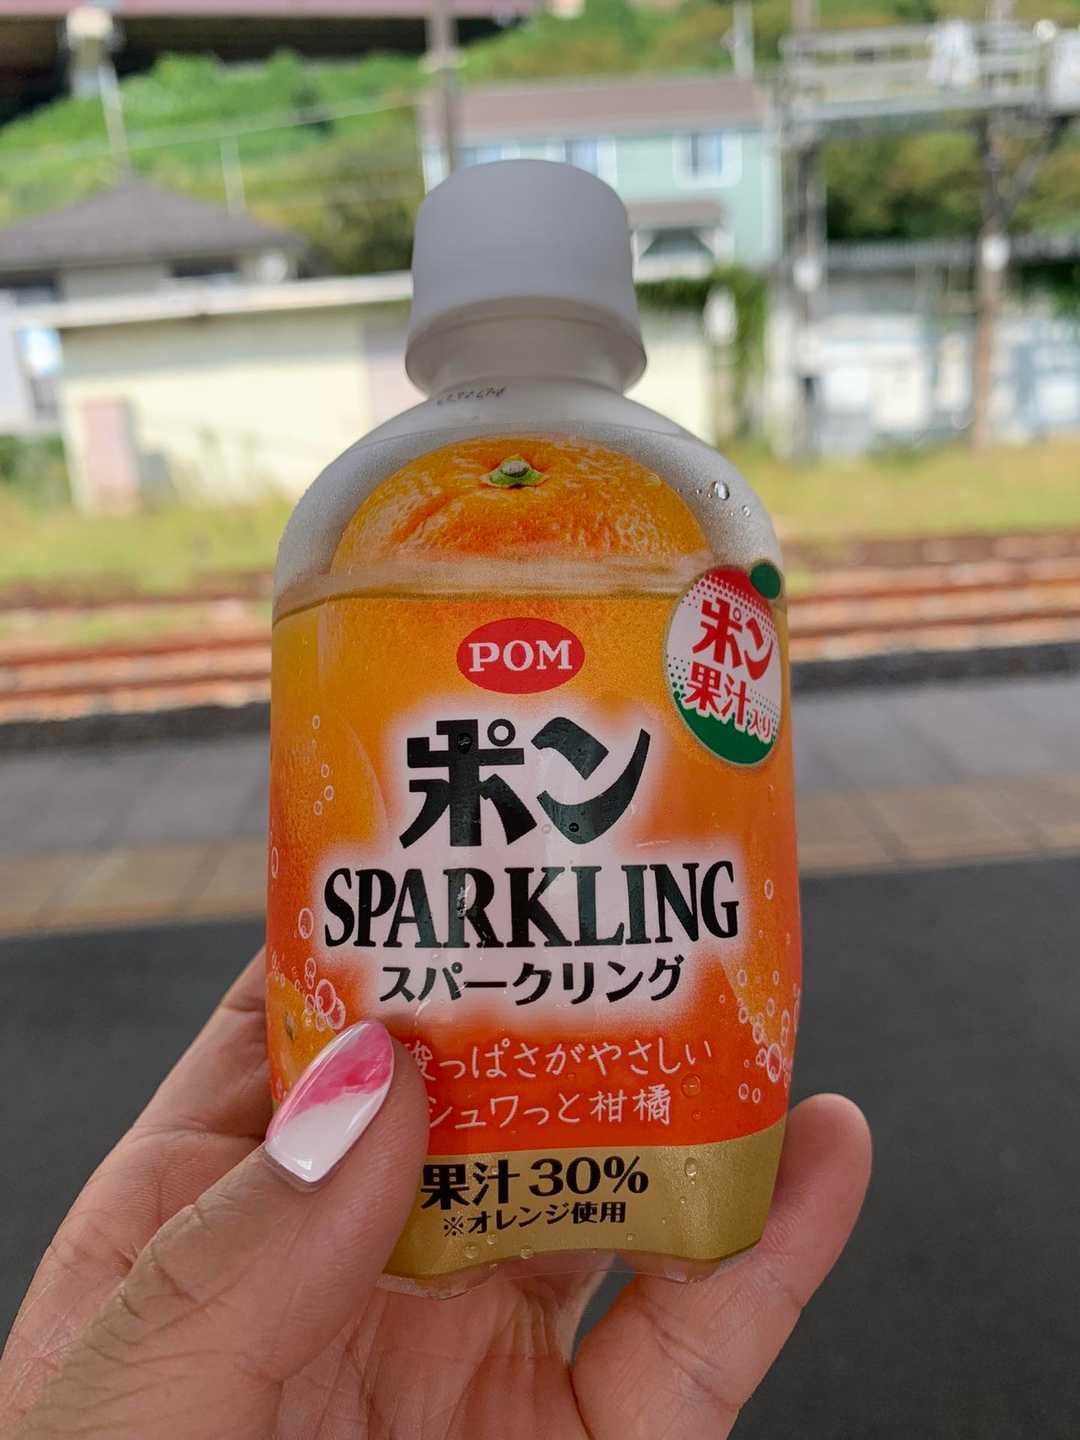 POM
ポン
果汁入り
ポン
SPARKLING
スパークリング
っぱさがやさしい
シュワっと柑橘
果汁30%
※オレンジ使用